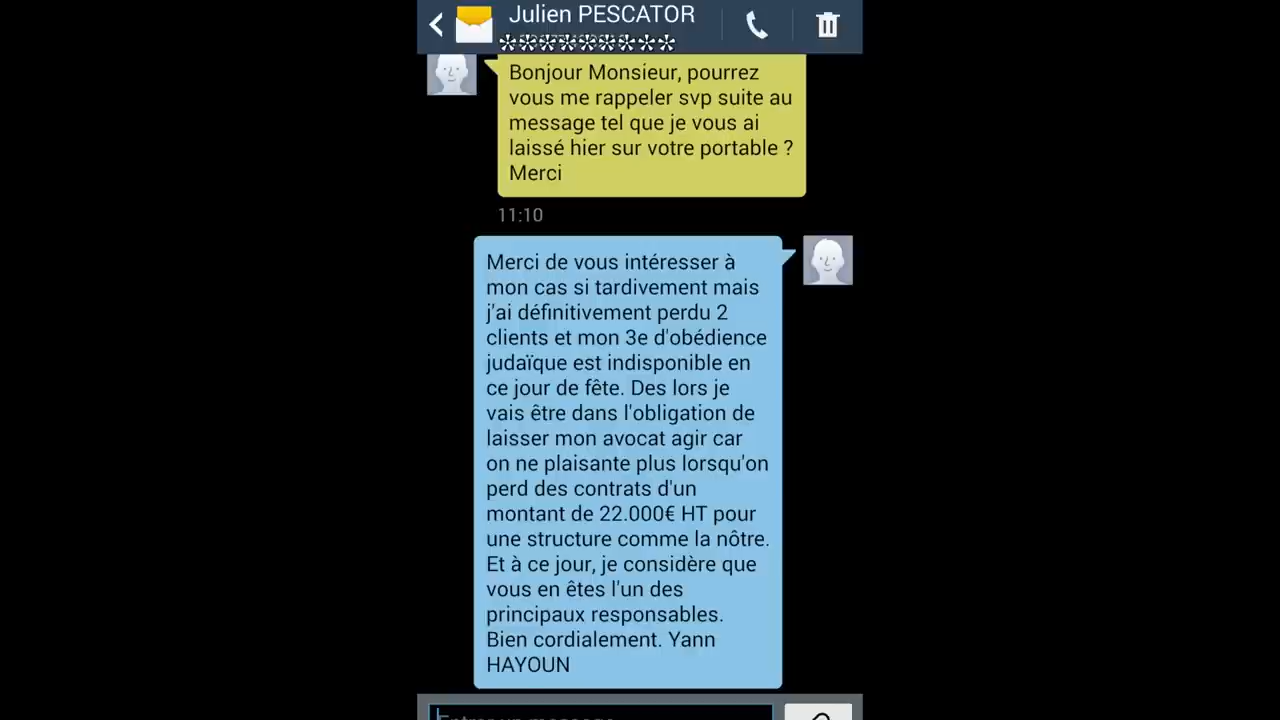 Julien PESCATOR
Bonjour Monsieur, pourrez
vous me rappeler svp suite au
message tel que je vous ai
laissé hier sur votre portable ?
Merci
11:10
Merci de vous intéresser à
mon cas si tardivement mais
j'ai définitivement perdu 2
clients et mon 3e d'obédience
judaïque est indisponible en
ce jour de fête. Des lors je
vais être dans l'obligation de
laisser mon avocat agir car
on ne plaisante plus lorsqu'on
perd des contrats d'un
montant de 22.000€ HT pour
une structure comme la nôtre.
Et à ce jour, je considère que
vous en êtes l'un des
principaux responsables.
Bien cordialement. Yann
HAYOUN
Entrer un message